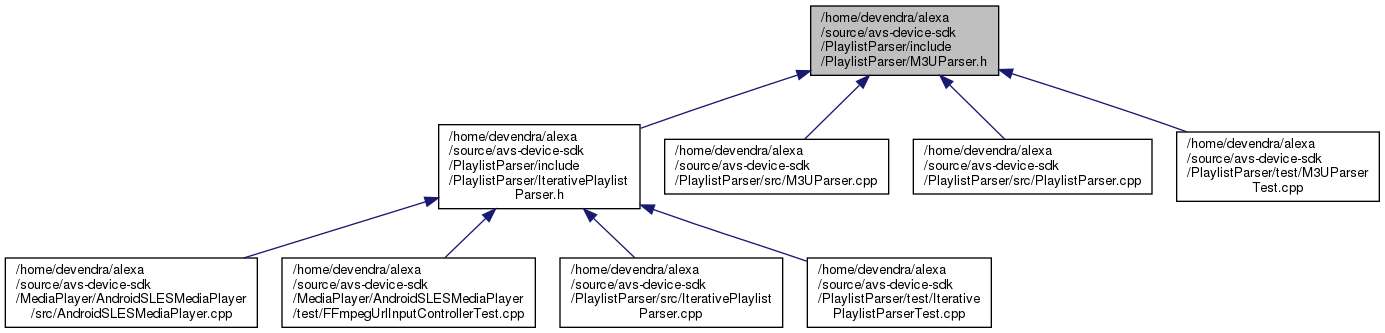 /home/devendra/alexa
/source/avs-device-sdk
/PlaylistParser/include
/PlaylistParser/M3UParser.h
/home/devendra/alexa
/source/avs-device-sdk
/PlaylistParser/include
/PlaylistParser/IterativePlaylist
Parser.h
/home/devendra/alexa
/source/avs-device-sdk
/PlaylistParser/src/M3UParser.cpp
/home/devendra/alexa
/source/avs-device-sdk
/PlaylistParser/src/PlaylistParser.cpp
/home/devendra/alexa
/source/avs-device-sdk
/PlaylistParser/test/M3UParser
Test.cpp
/home/devendra/alexa
/source/avs-device-sdk
/MediaPlayer/AndroidSLESMediaPlayer
/src/AndroidSLESMediaPlayer.cpp
/home/devendra/alexa
/source/avs-device-sdk
/MediaPlayer/AndroidSLESMediaPlayer
/test/FFmpegUrlInputControllerTest.cpp
/home/devendra/alexa
/source/avs-device-sdk
/PlaylistParser/src/IterativePlaylist
Parser.cpp
/home/devendra/alexa
/source/avs-device-sdk
/PlaylistParser/test/Iterative
PlaylistParserTest.cpp